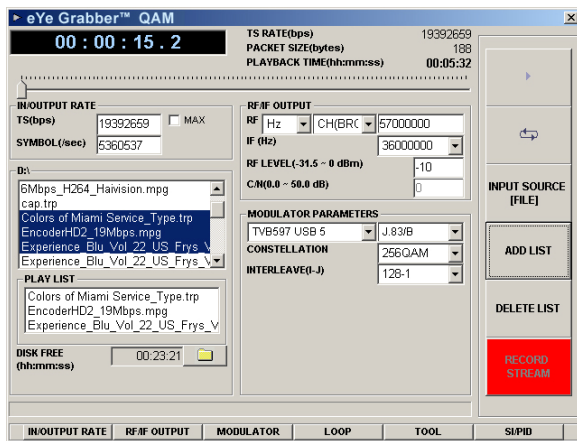 eYe Grabber™ QAM
00 : 00 : 15 . 2
TS RATE(bps) 19392659
PACKET SIZE(bytes) 188
PLAYBACK TIME(hh:mm:ss) 00:05:32
IN/OUTPUT RATE
TS(bps) 19392659 MAX
SYMBOL(/sec) 5360537
D:\
6Mbps_H264_Haivision.mpg
cap.trp
Colors of Miami Service_Type.trp
EncoderHD2_19Mbps.mpg
Experience_Blu_Vol_22_US_Frys_V
Experience_Blu_Vol_22_US_Frys_V
PLAY LIST
Colors of Miami Service_Type.trp
EncoderHD2_19Mbps.mpg
Experience_Blu_Vol_22_US_Frys_V
DISK FREE
(hh:mm:ss)
00:23:21
RF/IF OUTPUT
RF Hz CH(BRC 57000000
IF (Hz) 36000000
RF LEVEL(-31.5 ~ 0 dBm) -10
C/N(0.0 ~ 50.0 dB) 0
MODULATOR PARAMETERS
TVB597 USB 5 J.83/B
CONSTELLATION 256QAM
INTERLEAVE(I-J) 128-1
INPUT SOURCE
[FILE]
ADD LIST
DELETE LIST
RECORD
STREAM
IN/OUTPUT RATE RF/IF OUTPUT MODULATOR LOOP TOOL SI/PID